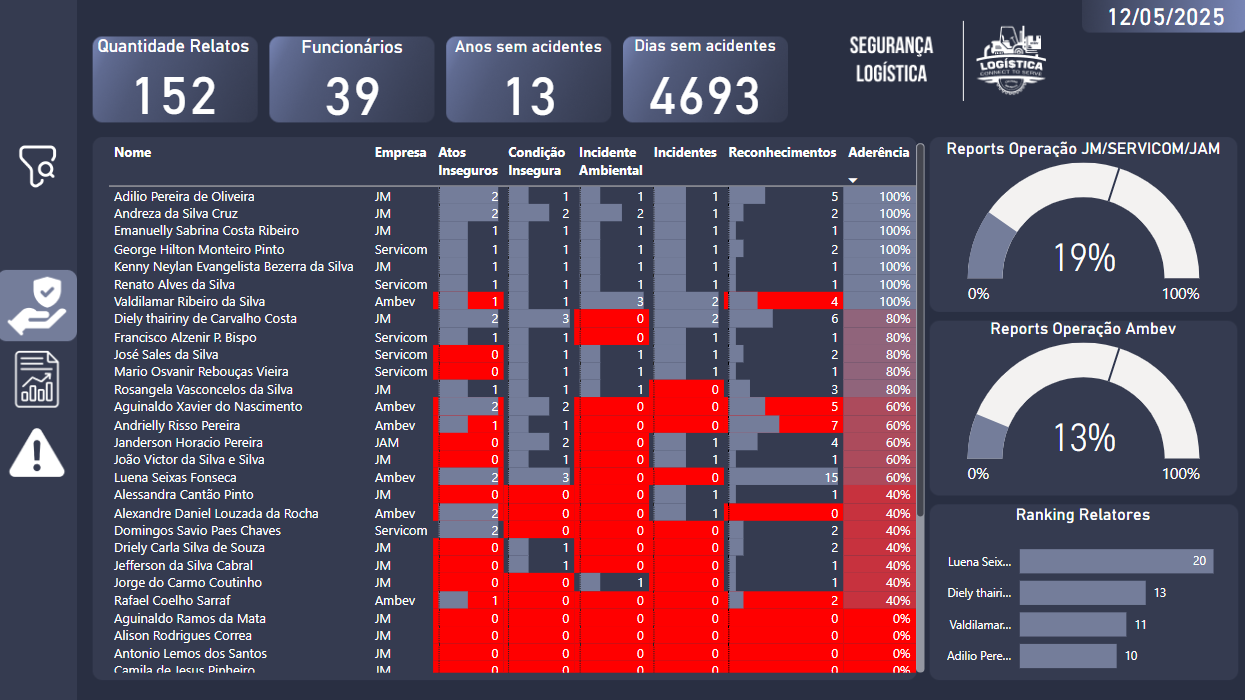 12/05/2025
Quantidade Relatos
152
Funcionários
39
Anos sem acidentes
13
Dias sem acidentes
4693
SEGURANÇA
LOGÍSTICA
LOGÍSTICA
CONNECT TO SERVE
Nome Empresa Atos Inseguros Condição Insegura Incidente Ambiental Incidentes Reconhecimentos Aderência
Adilio Pereira de Oliveira JM 2 1 1 1 5 100%
Andreza da Silva Cruz JM 2 2 2 1 2 100%
Emanuelly Sabrina Costa Ribeiro JM 1 1 1 1 1 100%
George Hilton Monteiro Pinto Servicom 1 1 1 1 2 100%
Kenny Neylan Evangelista Bezerra da Silva JM 1 1 1 1 1 100%
Renato Alves da Silva Servicom 1 1 1 1 1 100%
Valdilamar Ribeiro da Silva Ambev 1 1 3 2 4 100%
Diely thairiny de Carvalho Costa JM 2 3 0 2 6 80%
Francisco Alzenir P. Bispo Servicom 1 1 0 1 1 80%
José Sales da Silva Servicom 0 1 1 1 2 80%
Mario Osvanir Rebouças Vieira Servicom 0 1 1 1 1 80%
Rosangela Vasconcelos da Silva JM 1 1 1 0 3 80%
Aguinaldo Xavier do Nascimento Ambev 2 2 0 0 5 60%
Andrielly Risso Pereira Ambev 1 1 0 0 7 60%
Janderson Horacio Pereira JAM 0 2 0 1 4 60%
João Victor da Silva e Silva JM 0 1 0 1 1 60%
Luena Seixas Fonseca Ambev 2 3 0 0 15 60%
Alessandra Cantão Pinto JM 0 0 0 1 1 40%
Alexandre Daniel Louzada da Rocha Ambev 2 0 0 1 0 40%
Domingos Savio Paes Chaves Servicom 2 0 0 0 2 40%
Driely Carla Silva de Souza JM 0 1 0 0 2 40%
Jefferson da Silva Cabral JM 0 1 0 0 1 40%
Jorge do Carmo Coutinho JM 0 0 1 0 1 40%
Rafael Coelho Sarraf Ambev 1 0 0 0 2 40%
Aguinaldo Ramos da Mata JM 0 0 0 0 0 0%
Alison Rodrigues Correa JM 0 0 0 0 0 0%
Antonio Lemos dos Santos JM 0 0 0 0 0 0%
Camila de Jesus Pinheiro JM 0 0 0 0 0 0%
Reports Operação JM/SERVICOM/JAM
19%
0% 100%
Reports Operação Ambev
13%
0% 100%
Ranking Relatores
Luena Seix... 20
Diely thairi... 13
Valdilamar... 11
Adilio Pere... 10